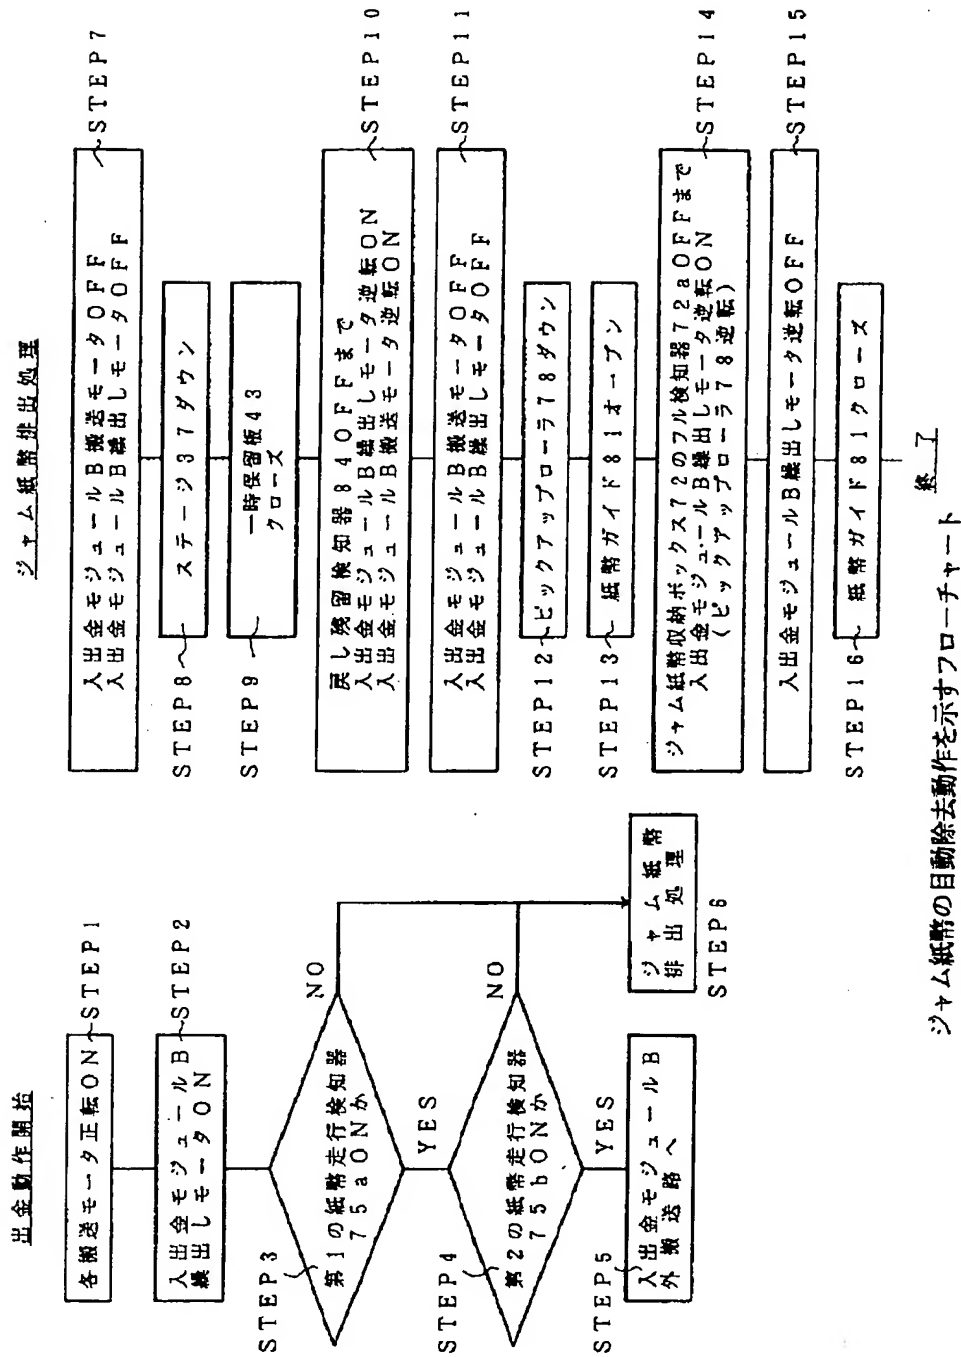 出金動作開始
各搬送モータ正転ON
STEP1
入出金モジュールB
繰出しモータON
STEP2
STEP3
第1の紙幣走行検知器
75aONか
NO
YES
STEP4
第2の紙幣走行検知器
75bONか
NO
YES
STEP5
入出金モジュールB
外搬送路へ
ジャム紙幣
排出処理
STEP6
ジャム紙幣排出処理
入出金モジュールB搬送モータOFF
入出金モジュールB繰出しモータOFF
STEP7
ステージ37ダウン
STEP8
一時保留板43
クローズ
STEP9
戻し残留検知器84OFFまで
入出金モジュールB繰出しモータ逆転ON
入出金モジュールB搬送モータ逆転ON
STEP10
入出金モジュールB搬送モータOFF
入出金モジュールB繰出しモータOFF
STEP11
STEP12
ピックアップローラ78ダウン
STEP13
紙幣ガイド81オープン
ジャム紙幣収納ボックス72のフル検知器72aOFFまで
入出金モジュールB繰出しモータ逆転ON
(ピックアップローラ78逆転)
STEP14
入出金モジュールB繰出しモータ逆転OFF
STEP15
STEP16
紙幣ガイド81クローズ
終了
ジャム紙幣の自動除去動作を示すフローチャート